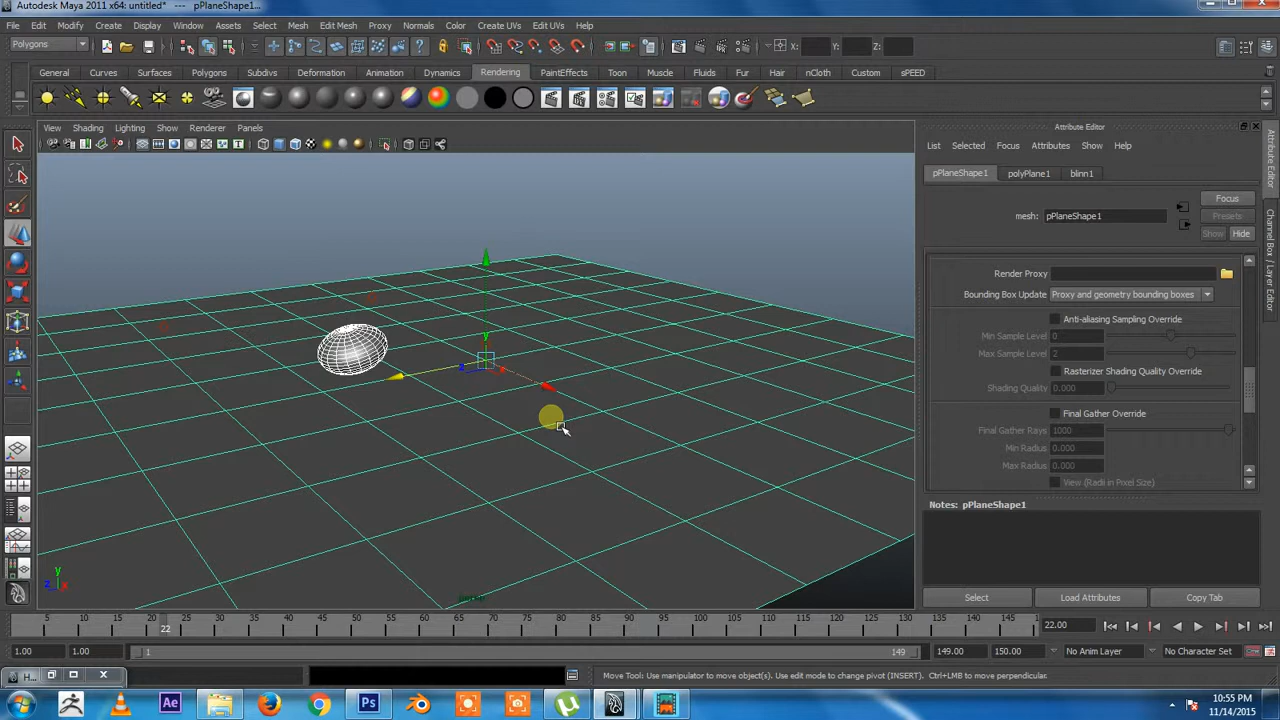 Autodesk Maya 2011 x64: untitled* --- pPlaneShape1...
File Edit Modify Create Display Window Assets Select Mesh Edit Mesh Proxy Normals Color Create UVs Edit UVs Help
Polygons X: Y: Z:
General Curves Surfaces Polygons Subdivs Deformation Animation Dynamics Rendering PaintEffects Toon Muscle Fluids Fur Hair nCloth Custom sPEED
View Shading Lighting Show Renderer Panels
Attribute Editor
List Selected Focus Attributes Show Help
pPlaneShape1 polyPlane1 blinn1
Focus
mesh: pPlaneShape1 Presets
Show Hide
Render Proxy
Bounding Box Update Proxy and geometry bounding boxes
Anti-aliasing Sampling Override
Min Sample Level 0
Max Sample Level 2
Rasterizer Shading Quality Override
Shading Quality 0.000
Final Gather Override
Final Gather Rays 1000
Min Radius 0.000
Max Radius 0.000
View (Radii in Pixel Size)
Notes: pPlaneShape1
Select Load Attributes Copy Tab
Attribute Editor
Channel Box / Layer Editor
y
z x
y
z x
persp
5 10 15 20 25 30 35 40 45 50 55 60 65 70 75 80 85 90 95 100 105 110 115 120 125 130 135 140 145
22 22.00
1.00 1.00 1 149 149.00 150.00 No Anim Layer No Character Set
H... Move Tool: Use manipulator to move object(s). Use edit mode to change pivot (INSERT). Ctrl+LMB to move perpendicular.
Ae Ps
10:55 PM
11/14/2015